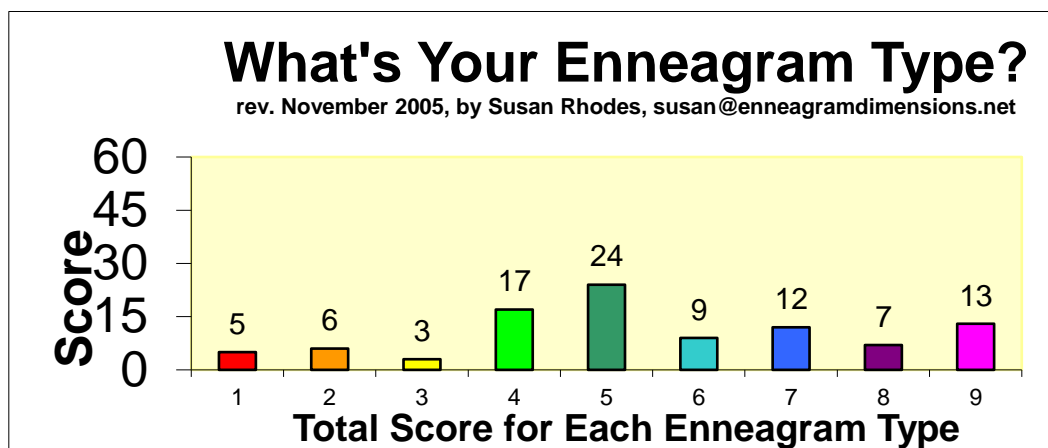 What's Your Enneagram Type?
rev. November 2005, by Susan Rhodes, susan@enneagramdimensions.net
60
45
30
15
0
Score
5
6
3
17
24
9
12
7
13
1 2 3 4 5 6 7 8 9
Total Score for Each Enneagram Type